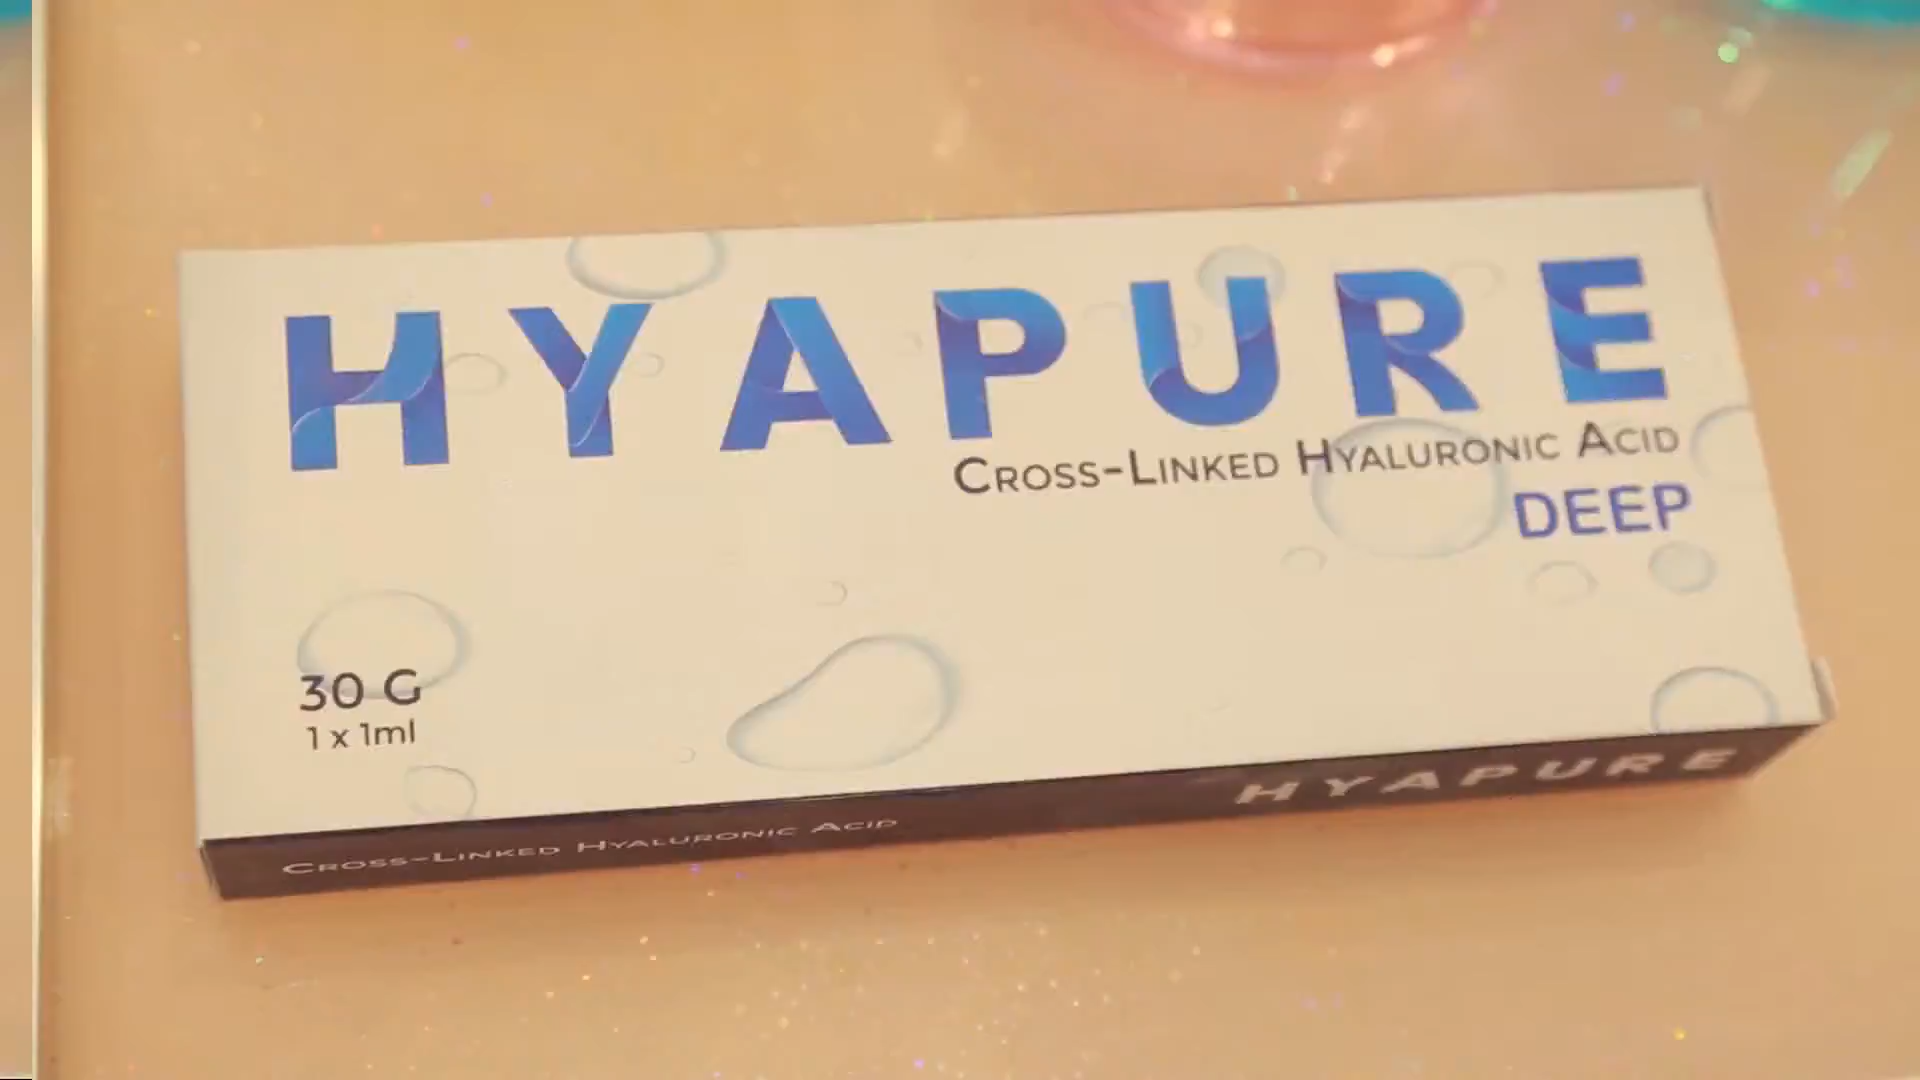 HYAPURE
Cross-Linked Hyaluronic Acid
DEEP
30 G
1 x 1ml
Cross-Linked Hyaluronic Acid
HYAPURE